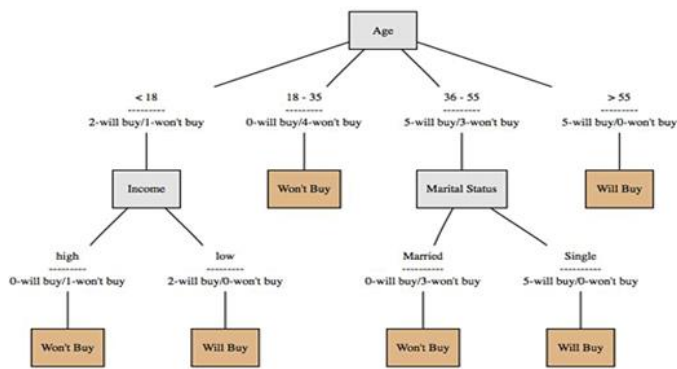 Age
< 18
---------
2-will buy/1-won't buy
18 - 35
---------
0-will buy/4-won't buy
36 - 55
---------
5-will buy/3-won't buy
> 55
---------
5-will buy/0-won't buy
Income
Won't Buy
Marital Status
Will Buy
high
---------
0-will buy/1-won't buy
low
---------
2-will buy/0-won't buy
Married
---------
0-will buy/3-won't buy
Single
---------
5-will buy/0-won't buy
Won't Buy
Will Buy
Won't Buy
Will Buy